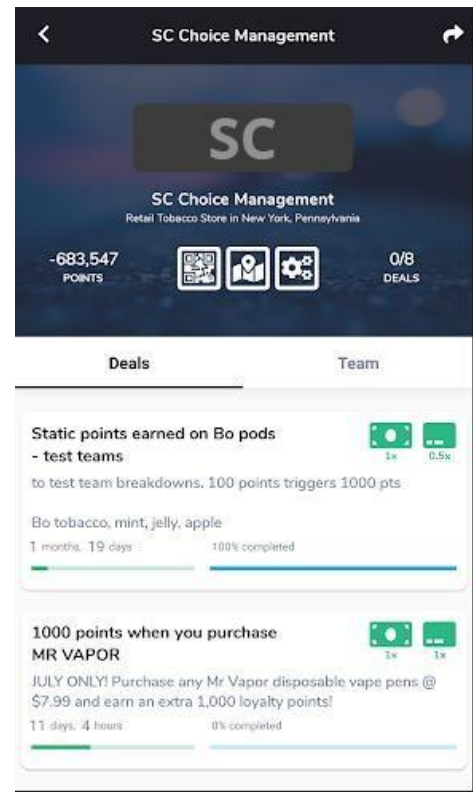 SC Choice Management
SC
SC Choice Management
Retail Tobacco Store in New York, Pennsylvania
-683,547
POINTS
0/8
DEALS
Deals
Team
Static points earned on Bo pods
- test teams
1x
0.5x
to test team breakdowns. 100 points triggers 1000 pts
Bo tobacco, mint, jelly, apple
1 months, 19 days
100% completed
1000 points when you purchase
MR VAPOR
1x
1x
JULY ONLY! Purchase any Mr Vapor disposable vape pens @
$7.99 and earn an extra 1,000 loyalty points!
11 days, 4 hours
0% completed